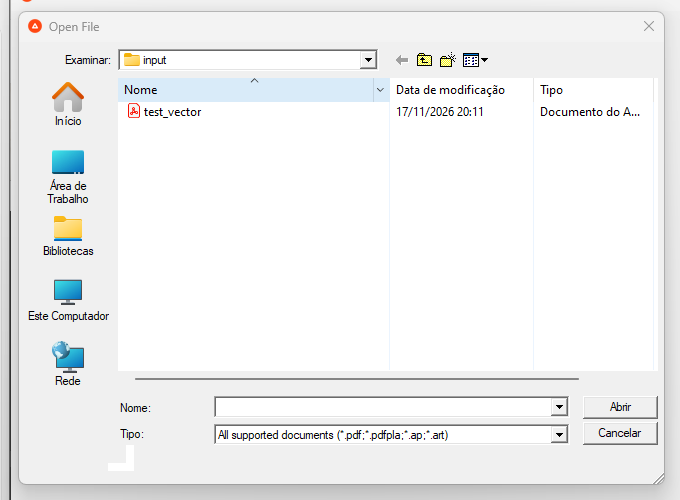 Open File
Examinar:
input
Início
Área de
Trabalho
Bibliotecas
Este Computador
Rede
Nome
Data de modificação
Tipo
test_vector
17/11/2026 20:11
Documento do A...
Nome:
Abrir
Tipo:
All supported documents (*.pdf;*.pdfpla;*.ap;*.art)
Cancelar